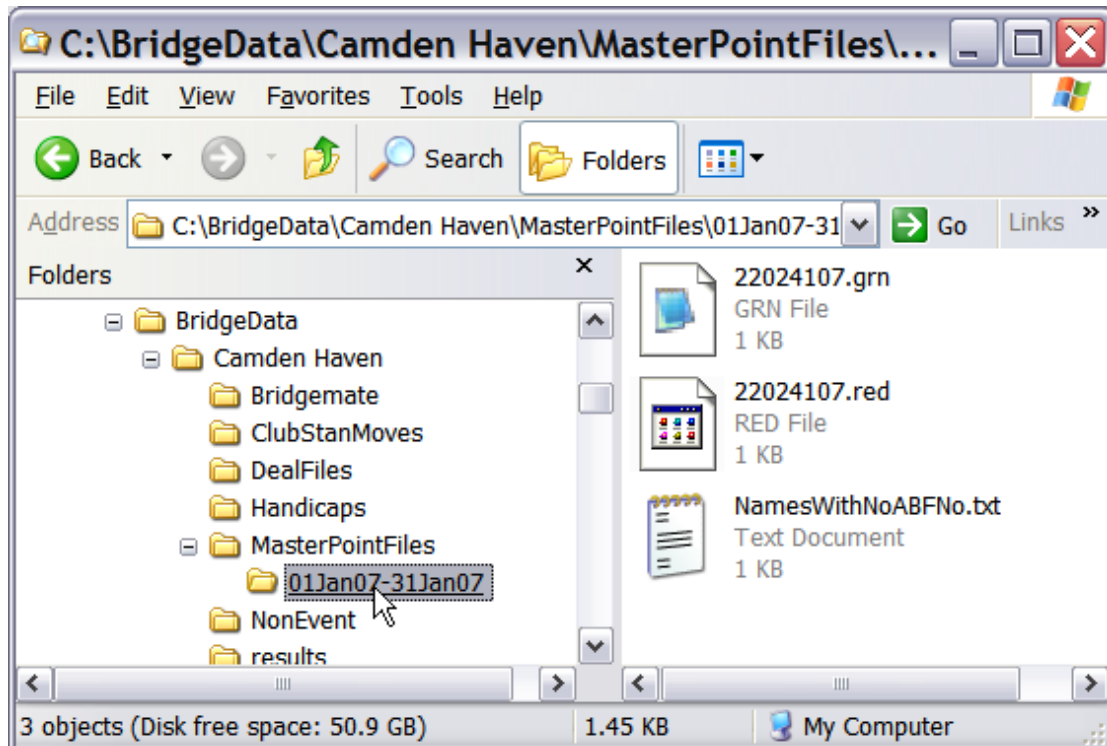 C:\BridgeData\Camden Haven\MasterPointFiles\...
File Edit View Favorites Tools Help
Back Search Folders
Address C:\BridgeData\Camden Haven\MasterPointFiles\01Jan07-31 Go Links »
Folders
BridgeData
Camden Haven
Bridgemate
ClubStanMoves
DealFiles
Handicaps
MasterPointFiles
01Jan07-31Jan07
NonEvent
results
22024107.grn
GRN File
1 KB
22024107.red
RED File
1 KB
NamesWithNoABFNo.txt
Text Document
1 KB
3 objects (Disk free space: 50.9 GB) 1.45 KB My Computer